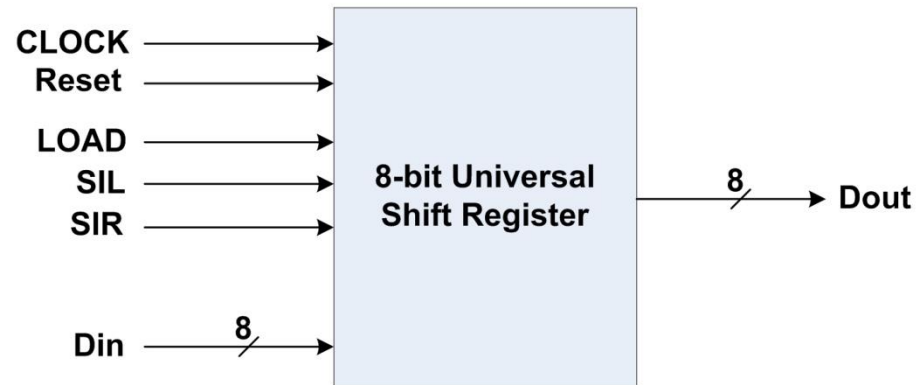 CLOCK
Reset
LOAD
SIL
SIR
8-bit Universal
Shift Register
8
Dout
8
Din